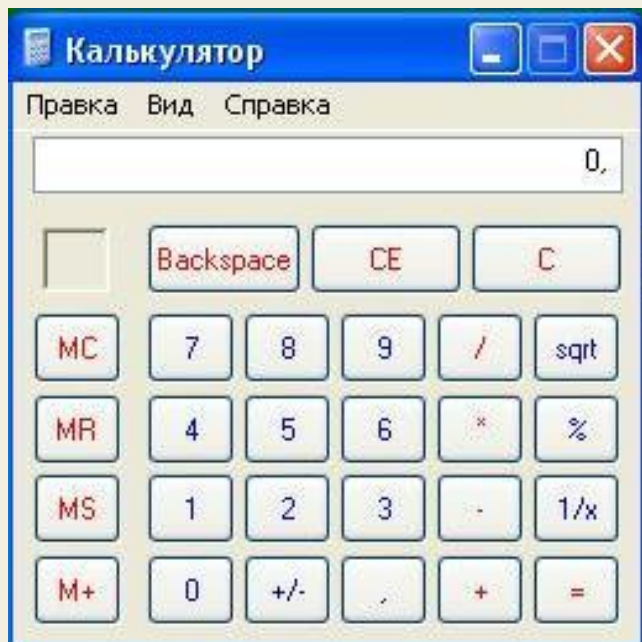 Калькулятор
Правка Вид Справка
0,
Backspace CE C
MC 7 8 9 / sqrt
MR 4 5 6 * %
MS 1 2 3 - 1/x
M+ 0 +/- , + =